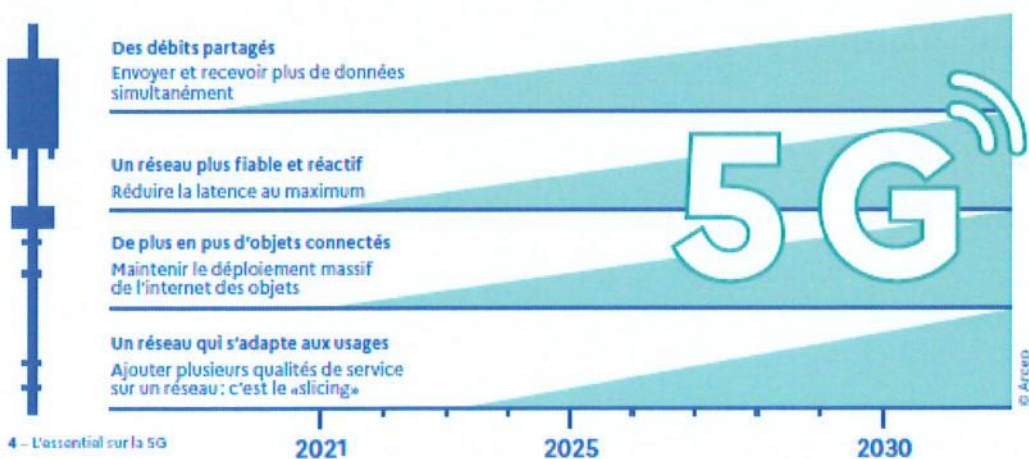 Des débits partagés
Envoyer et recevoir plus de données
simultanément
Un réseau plus fiable et réactif
Réduire la latence au maximum
De plus en pus d'objets connectés
Maintenir le déploiement massif
de l'internet des objets
Un réseau qui s'adapte aux usages
Ajouter plusieurs qualités de service
sur un réseau : c'est le «slicing»
5G
© Arcep
2021 2025 2030
4 – L'essentiel sur la 5G